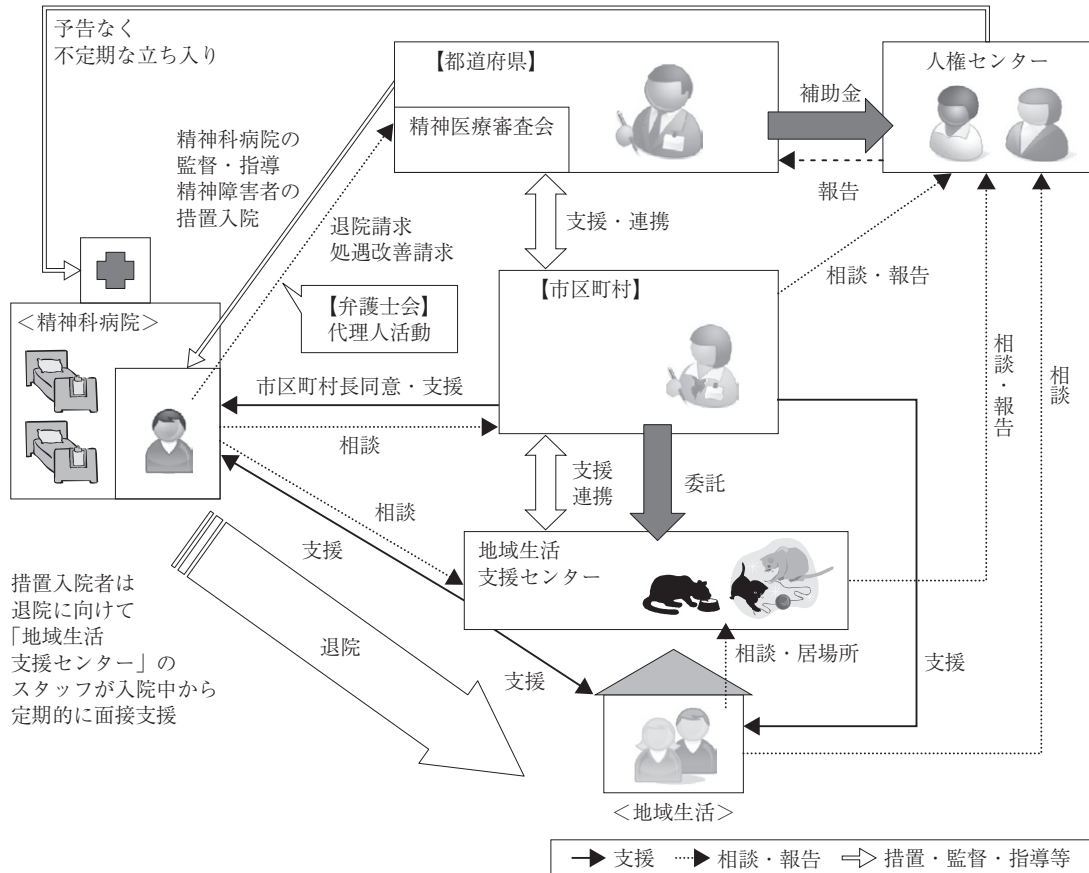 予告なく
不定期な立ち入り
【都道府県】
精神医療審査会
人権センター
補助金
報告
精神科病院の
監督・指導
精神障害者の
措置入院
退院請求
処遇改善請求
支援・連携
相談・報告
【弁護士会】
代理人活動
【市区町村】
＜精神科病院＞
市区町村長同意・支援
相談
相談・報告
相談
支援
連携
委託
相談
支援
地域生活
支援センター
措置入院者は
退院に向けて
「地域生活
支援センター」の
スタッフが入院中から
定期的に面接支援
退院
支援
相談・居場所
支援
＜地域生活＞
支援 相談・報告 措置・監督・指導等